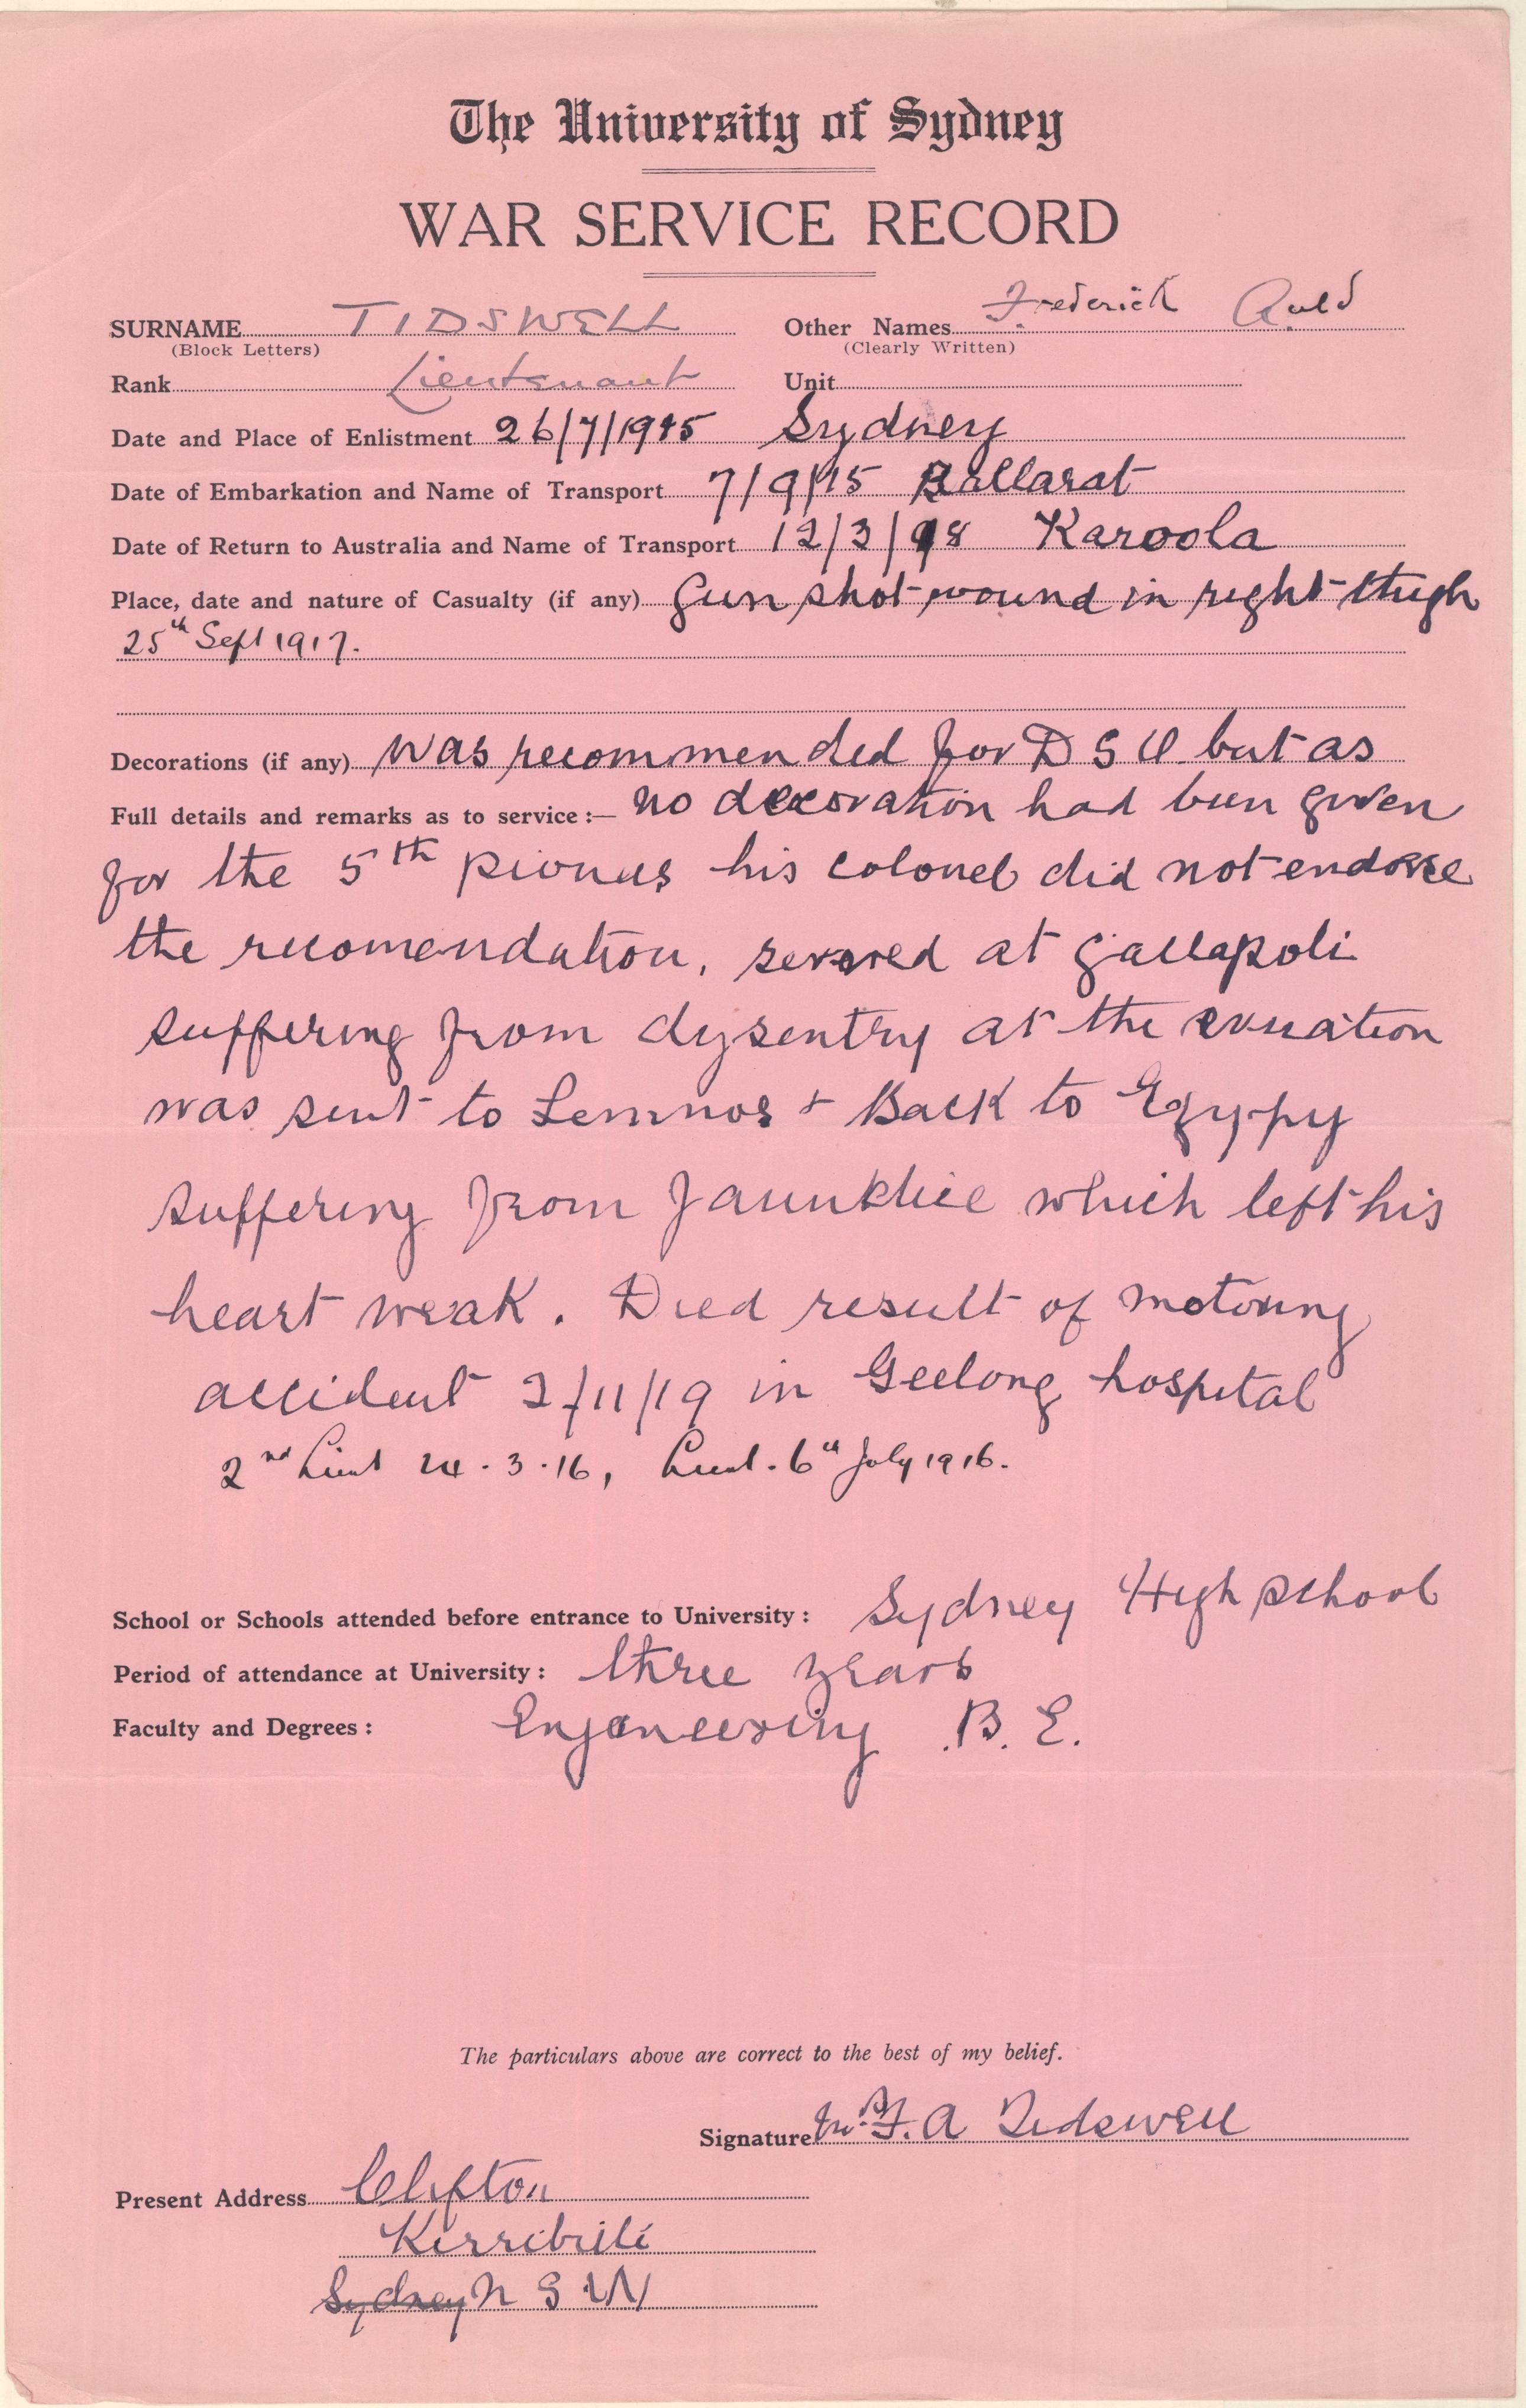 The University of Sydney
WAR SERVICE RECORD
SURNAME TIDSWELL Other Names Frederick Auld
(Block Letters) (Clearly Written)
Rank Lieutenant Unit
Date and Place of Enlistment 26/7/1915 Sydney
Date of Embarkation and Name of Transport 7/9/15 Ballarat
Date of Return to Australia and Name of Transport 12/3/18 Karoola
Place, date and nature of Casualty (if any) Gun shot wound in right thigh
25th Sept 1917.
Decorations (if any) was recommended for D S O but as
Full details and remarks as to service:— no decoration had been given
for the 5th pioneers his colonel did not endorse
the recomendation, served at Gallapoli
suffering from dysentry at the
was sent to Lemnos + Back to Egypy
suffering from Jaundice which left his
heart weak. Died result of motoring
accident 2/11/19 in Geelong hospital
2nd Lieut 24.3.16, Lieut. 6th July 1916.
School or Schools attended before entrance to University: Sydney High school
Period of attendance at University: three years
Faculty and Degrees: Engineering B. E.
The particulars above are correct to the best of my belief.
Signature F. A Tidswell
Present Address Clifton
Kirribilli
Sydney N S W